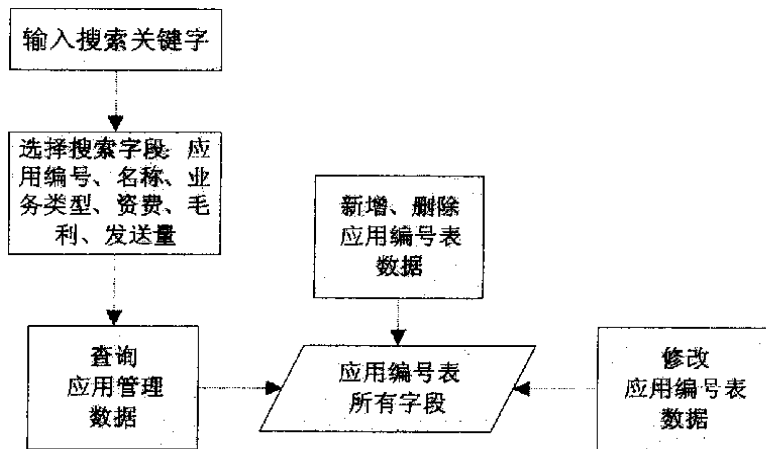 输入搜索关键字
选择搜索字段:应
用编号、名称、业
务类型、资费、毛
利、发送量
新增、删除
应用编号表
数据
查询
应用管理
数据
应用编号表
所有字段
修改
应用编号表
数据